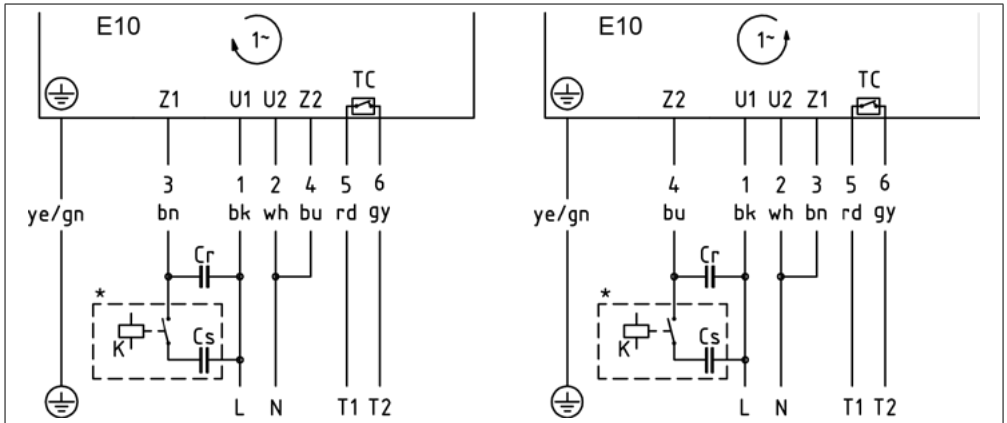 E10 1~ E10 1~
TC TC
Z1 U1 U2 Z2 Z2 U1 U2 Z1
3 1 2 4 5 6 4 1 2 3 5 6
ye/gn bn bk wh bu rd gy ye/gn bu bk wh bn rd gy
Cr Cr
* *
K Cs K Cs
L N T1 T2 L N T1 T2